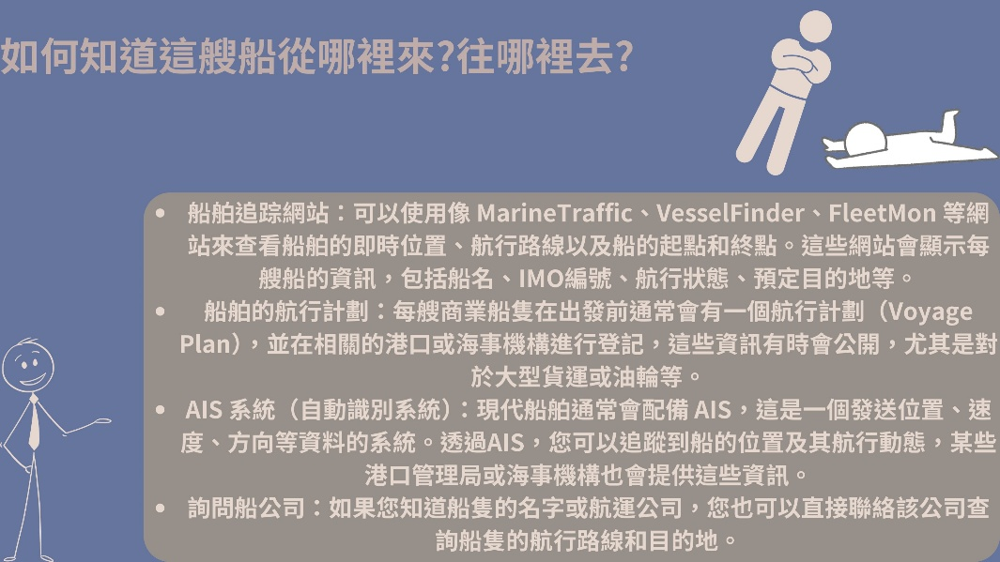 如何知道這艘船從哪裡來?往哪裡去?
• 船舶追踪網站：可以使用像 MarineTraffic、VesselFinder、FleetMon 等網
站來查看船舶的即時位置、航行路線以及船的起點和終點。這些網站會顯示每
艘船的資訊，包括船名、IMO編號、航行狀態、預定目的地等。
• 船舶的航行計劃：每艘商業船隻在出發前通常會有一個航行計劃（Voyage
Plan），並在相關的港口或海事機構進行登記，這些資訊有時會公開，尤其是對
於大型貨運或油輪等。
• AIS 系統（自動識別系統）：現代船舶通常會配備 AIS，這是一個發送位置、速
度、方向等資料的系統。透過AIS，您可以追蹤到船的位置及其航行動態，某些
港口管理局或海事機構也會提供這些資訊。
• 詢問船公司：如果您知道船隻的名字或航運公司，您也可以直接聯絡該公司查
詢船隻的航行路線和目的地。